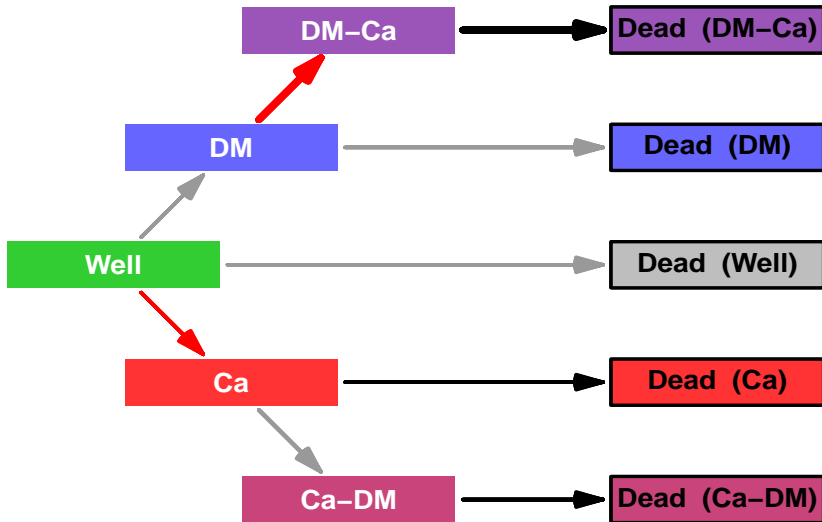 DM–Ca
Dead (DM–Ca)
DM
Dead (DM)
Well
Dead (Well)
Ca
Dead (Ca)
Ca–DM
Dead (Ca–DM)